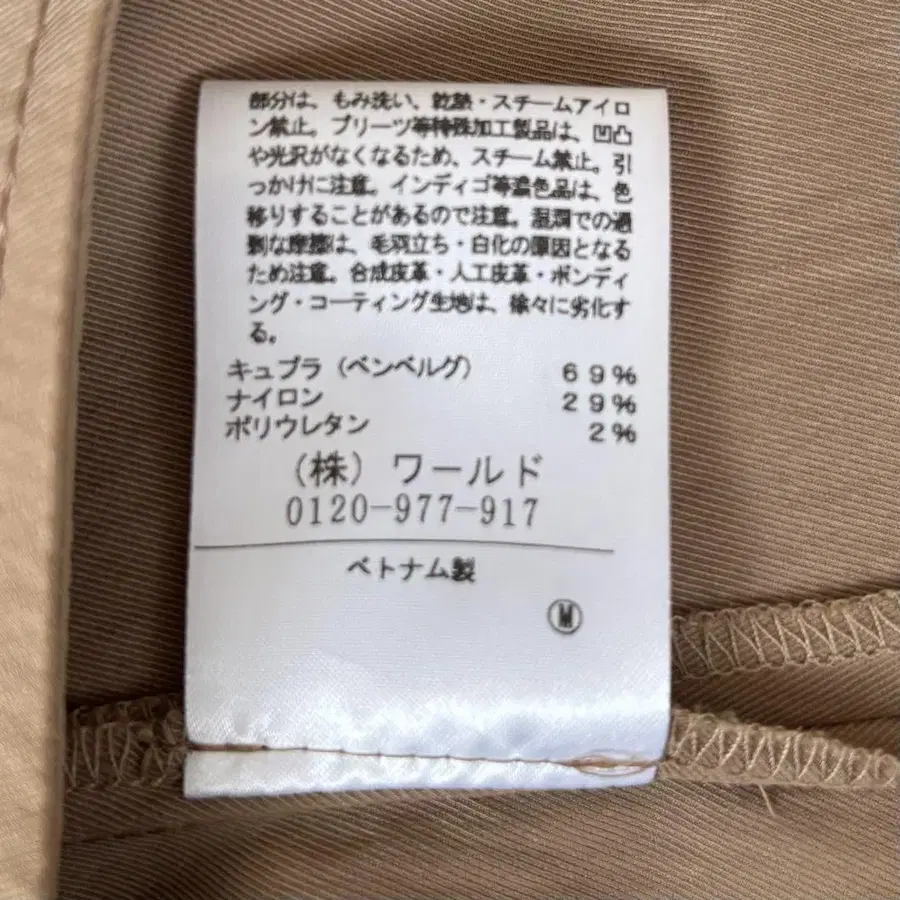 部分は、もみ洗い、乾塾・スチームアイロ
ン禁止。プリーツ等特殊加工製品は、凹凸
や光沢がなくなるため、スチーム禁止。引
っかけに注意。インディゴ等濃色品は、色
移りすることがあるので注意。湿潤での過
剰な摩擦は、毛羽立ち・白化の原因となる
ため注意。合成皮革・人工皮革・ボンディ
ング・コーティング生地は、徐々に劣化す
る。
キュプラ（ベンベルグ） 69%
ナイロン 29%
ポリウレタン 2%
（株）ワールド
0120-977-917
ベトナム製
M